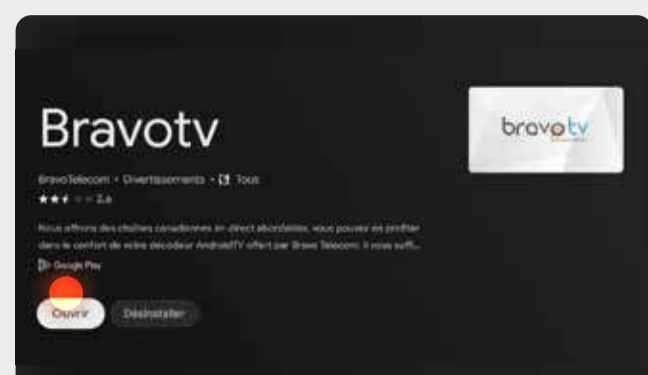 Bravotv
bravotv
BravoTelecom • Divertissements • Tous
2,6
Nous offrons des chaînes canadiennes en direct abordables, vous pouvez en profiter
dans le confort de votre décodeur AndroidTV offert par Bravo Telecom. Il vous suffi...
Google Play
Ouvrir
Désinstaller